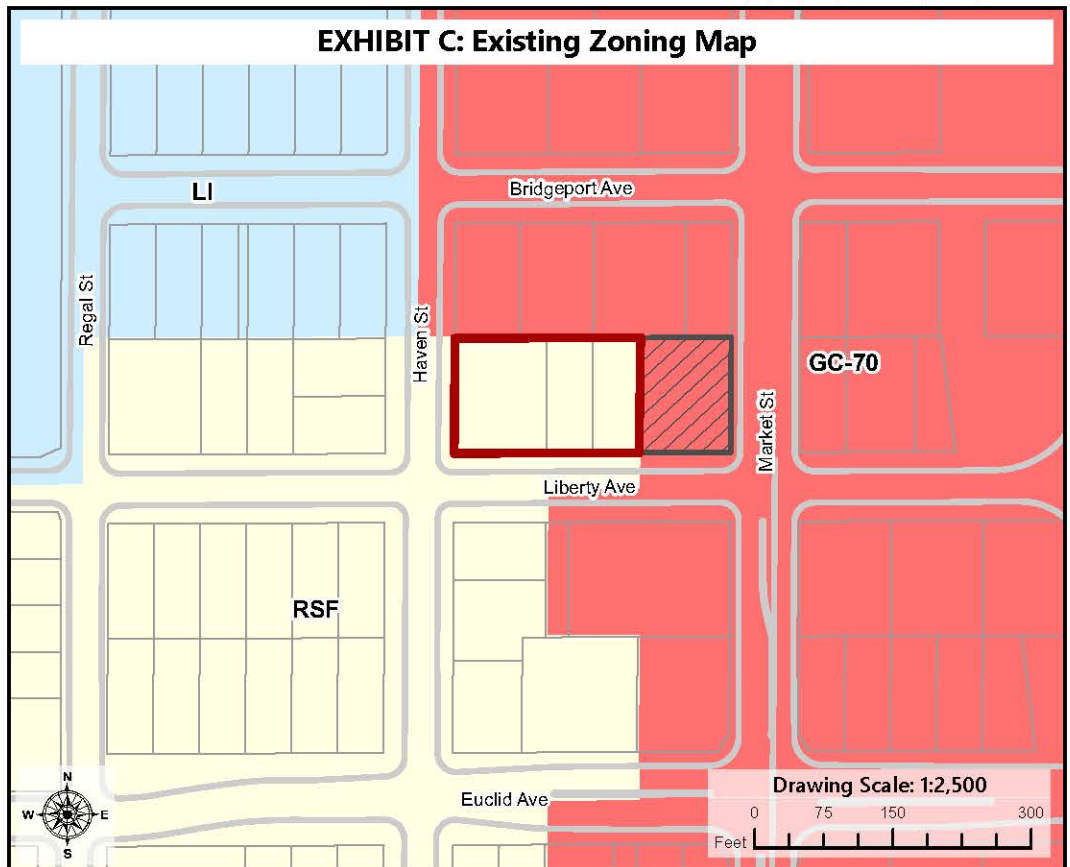 EXHIBIT C: Existing Zoning Map
LI
Bridgeport Ave
Regal St
Haven St
GC-70
Market St
Liberty Ave
RSF
Euclid Ave
N
W E
S
Drawing Scale: 1:2,500
0 75 150 300
Feet